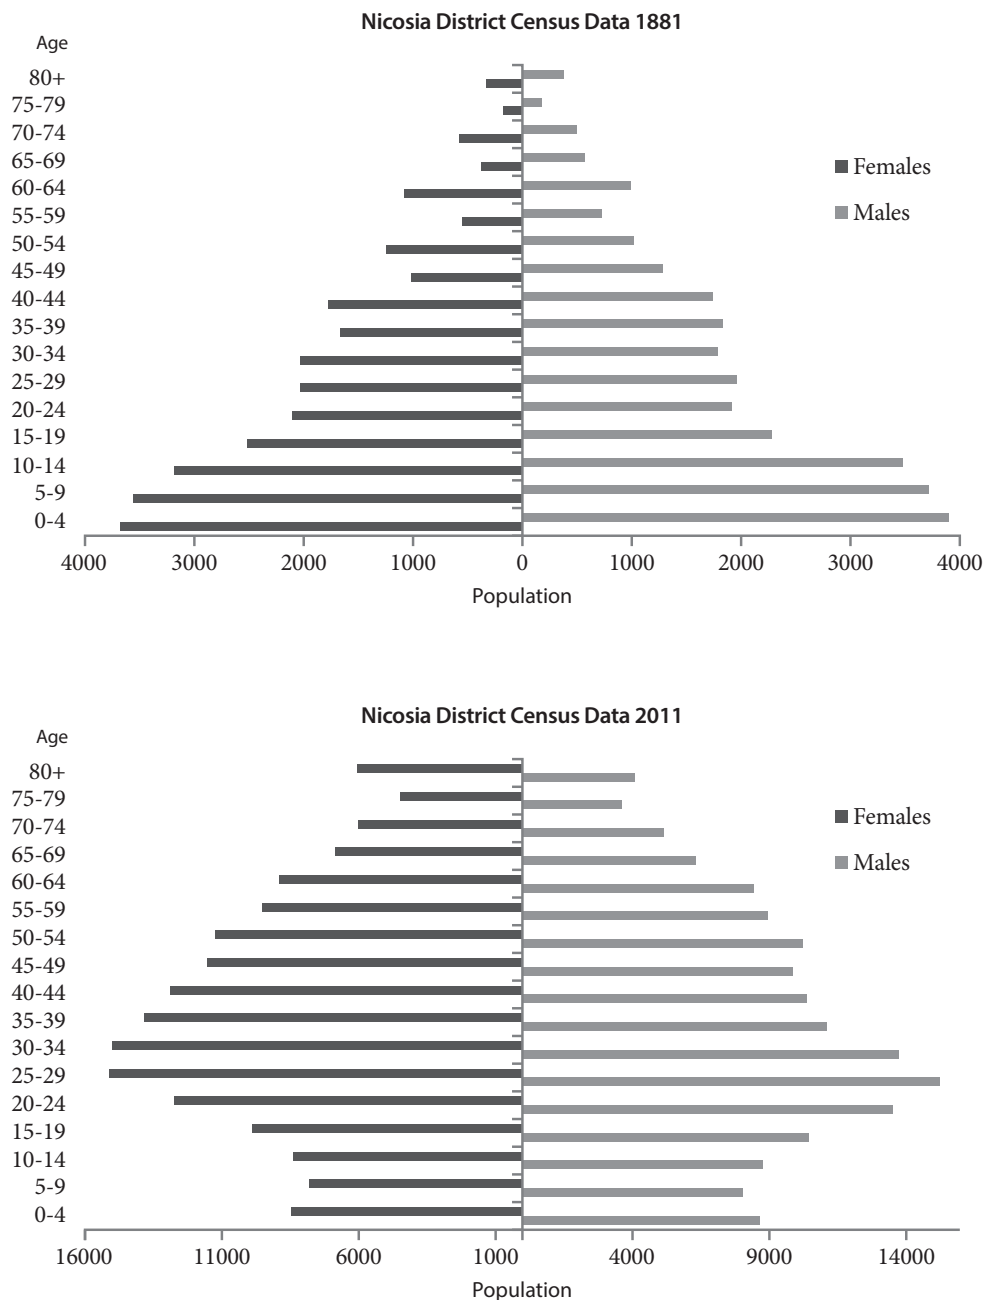 Nicosia District Census Data 1881
Age
80+
75-79
70-74
65-69
Females
60-64
55-59
Males
50-54
45-49
40-44
35-39
30-34
25-29
20-24
15-19
10-14
5-9
0-4
4000 3000 2000 1000 0 1000 2000 3000 4000
Population
Nicosia District Census Data 2011
Age
80+
75-79
70-74
Females
65-69
Males
60-64
55-59
50-54
45-49
40-44
35-39
30-34
25-29
20-24
15-19
10-14
5-9
0-4
16000 11000 6000 1000 4000 9000 14000
Population